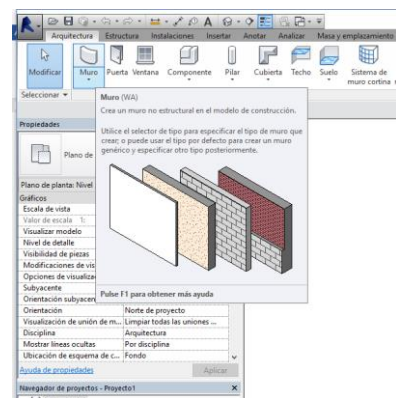 Arquitectura Estructura Instalaciones Insertar Anotar Analizar Masa y emplazamiento
Modificar Muro Puerta Ventana Componente Pilar Cubierta Techo Suelo Sistema de muro cortina
Seleccionar
Muro (WA)
Crea un muro no estructural en el modelo de construcción.
Utilice el selector de tipo para especificar el tipo de muro que
crear, o puede usar el tipo por defecto para crear un muro
genérico y especificar otro tipo posteriormente.
Pulse F1 para obtener más ayuda
Propiedades
Plano de
Plano de planta: Nivel
Gráficos
Escala de vista
Valor de escala 1:
Visualizar modelo
Nivel de detalle
Visibilidad de piezas
Modificaciones de vis
Opciones de visualiza
Subyacente
Orientación subyacen
Orientación Norte de proyecto
Visualización de unión de m... Limpiar todas las uniones ...
Disciplina Arquitectura
Mostrar líneas ocultas Por disciplina
Ubicación de esquema de c... Fondo
Ayuda de propiedades Aplicar
Navegador de proyectos - Proyecto1 X